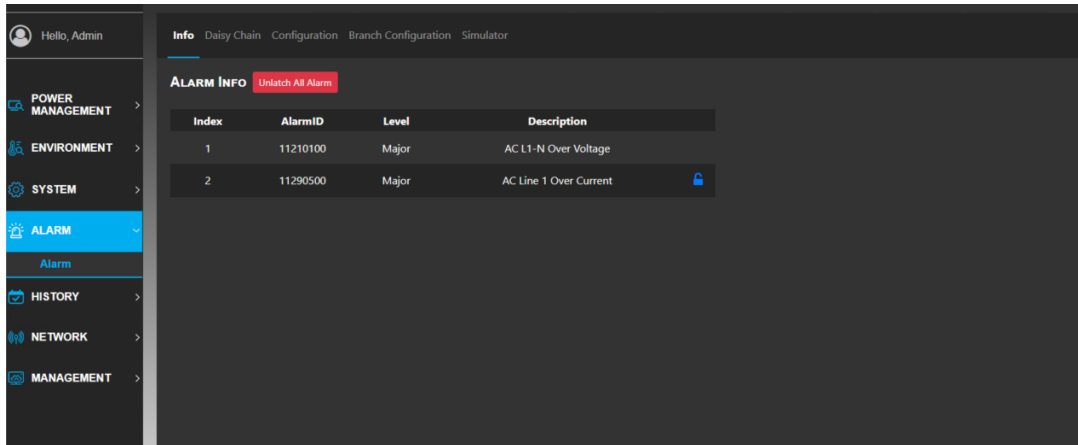 Hello, Admin
POWER
MANAGEMENT
ENVIRONMENT
SYSTEM
ALARM
Alarm
HISTORY
NETWORK
MANAGEMENT
Info Daisy Chain Configuration Branch Configuration Simulator
ALARM INFO Unlatch All Alarm
Index AlarmID Level Description
1 11210100 Major AC L1-N Over Voltage
2 11290500 Major AC Line 1 Over Current